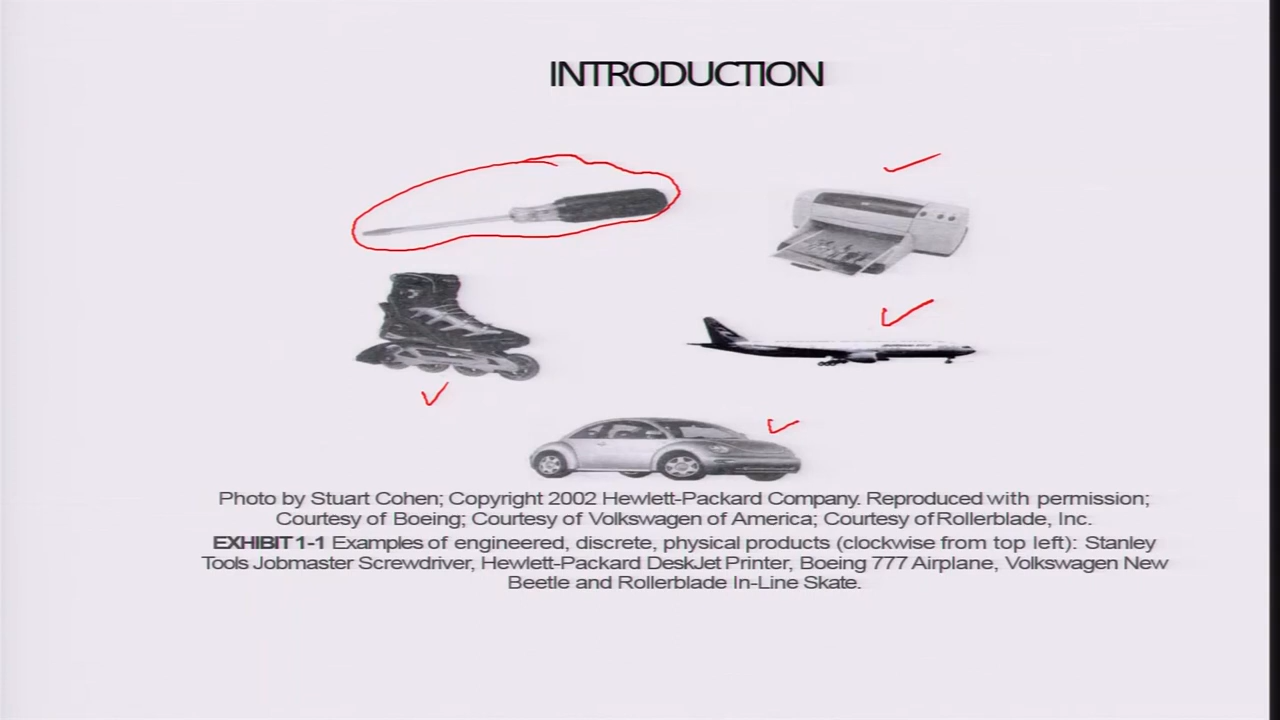 INTRODUCTION
Photo by Stuart Cohen; Copyright 2002 Hewlett-Packard Company. Reproduced with permission;
Courtesy of Boeing; Courtesy of Volkswagen of America; Courtesy of Rollerblade, Inc.
EXHIBIT 1-1 Examples of engineered, discrete, physical products (clockwise from top left): Stanley
Tools Jobmaster Screwdriver, Hewlett-Packard DeskJet Printer, Boeing 777 Airplane, Volkswagen New
Beetle and Rollerblade In-Line Skate.